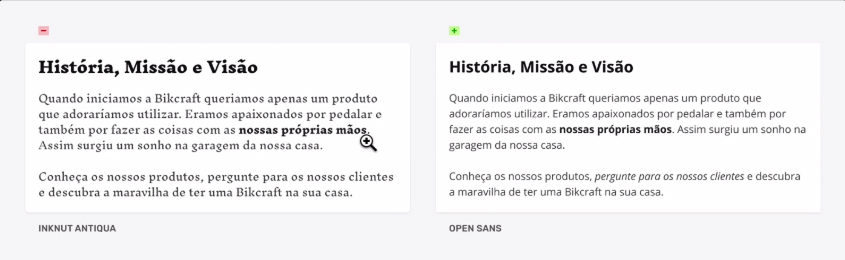 −
História, Missão e Visão
Quando iniciamos a Bikcraft queriamos apenas um produto
que adoraríamos utilizar. Eramos apaixonados por pedalar e
também por fazer as coisas com as nossas próprias mãos.
Assim surgiu um sonho na garagem da nossa casa.
Conheça os nossos produtos, pergunte para os nossos clientes
e descubra a maravilha de ter uma Bikcraft na sua casa.
INKNUT ANTIQUA
+
História, Missão e Visão
Quando iniciamos a Bikcraft queriamos apenas um produto que
adoraríamos utilizar. Eramos apaixonados por pedalar e também por
fazer as coisas com as nossas próprias mãos. Assim surgiu um sonho na
garagem da nossa casa.
Conheça os nossos produtos, pergunte para os nossos clientes e descubra
a maravilha de ter uma Bikcraft na sua casa.
OPEN SANS